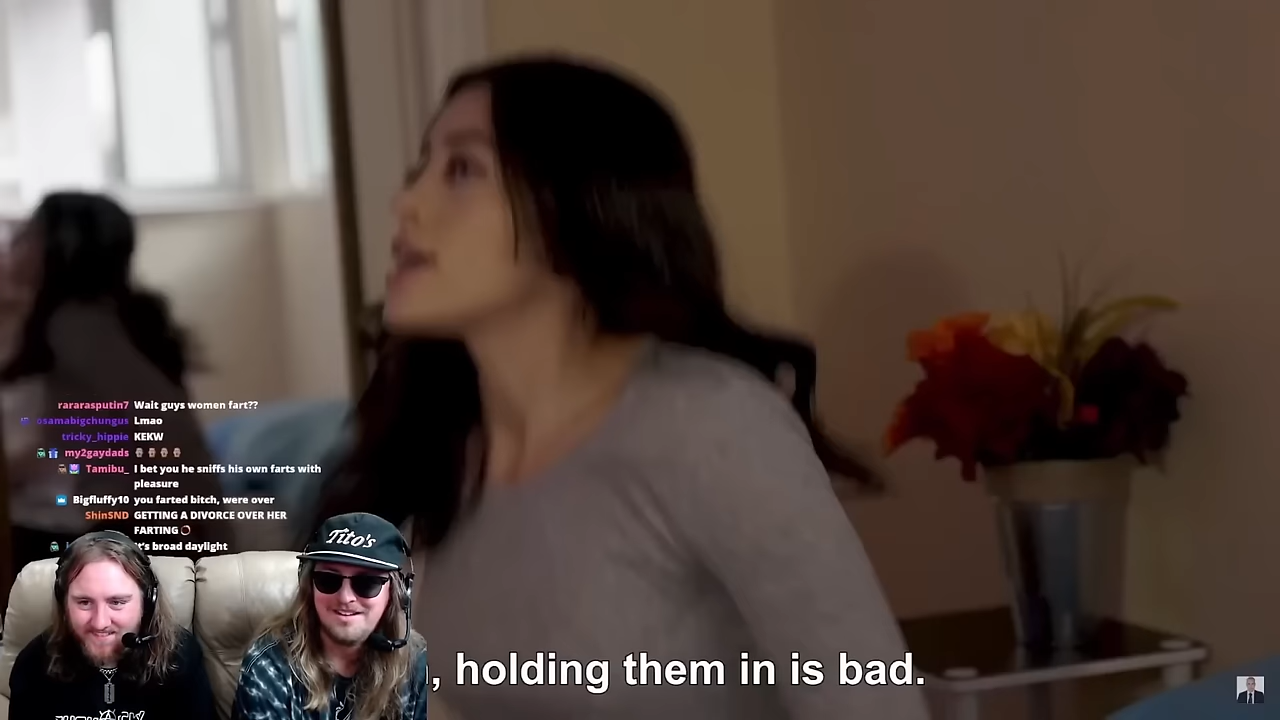 rararasputin7 Wait guys women fart??
osamabigchungus Lmao
tricky_hippie KEKW
my2gaydads
Tamibu_ I bet you he sniffs his own farts with
pleasure
Bigfluffy10 you farted bitch, were over
ShinSND GETTING A DIVORCE OVER HER
FARTING
it's broad daylight
Tito's
, holding them in is bad.